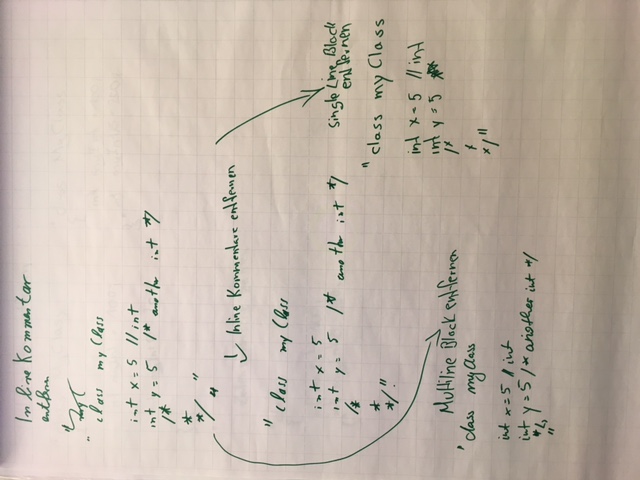 Inline Kommentar
entfernen
"
" class myClass
int x = 5 // int
int y = 5 /* another int */
/*
*
*/ "
Inline Kommentare entfernen
" class myClass
int x = 5
int y = 5 /* another int */
/*
*
*/ "
Single Line Block
entfernen
" class myClass
int x = 5 // int
int y = 5
/*
*
*/ "
Multiline Block entfernen
" class myClass
int x = 5 // int
int y = 5 /* another int */
"